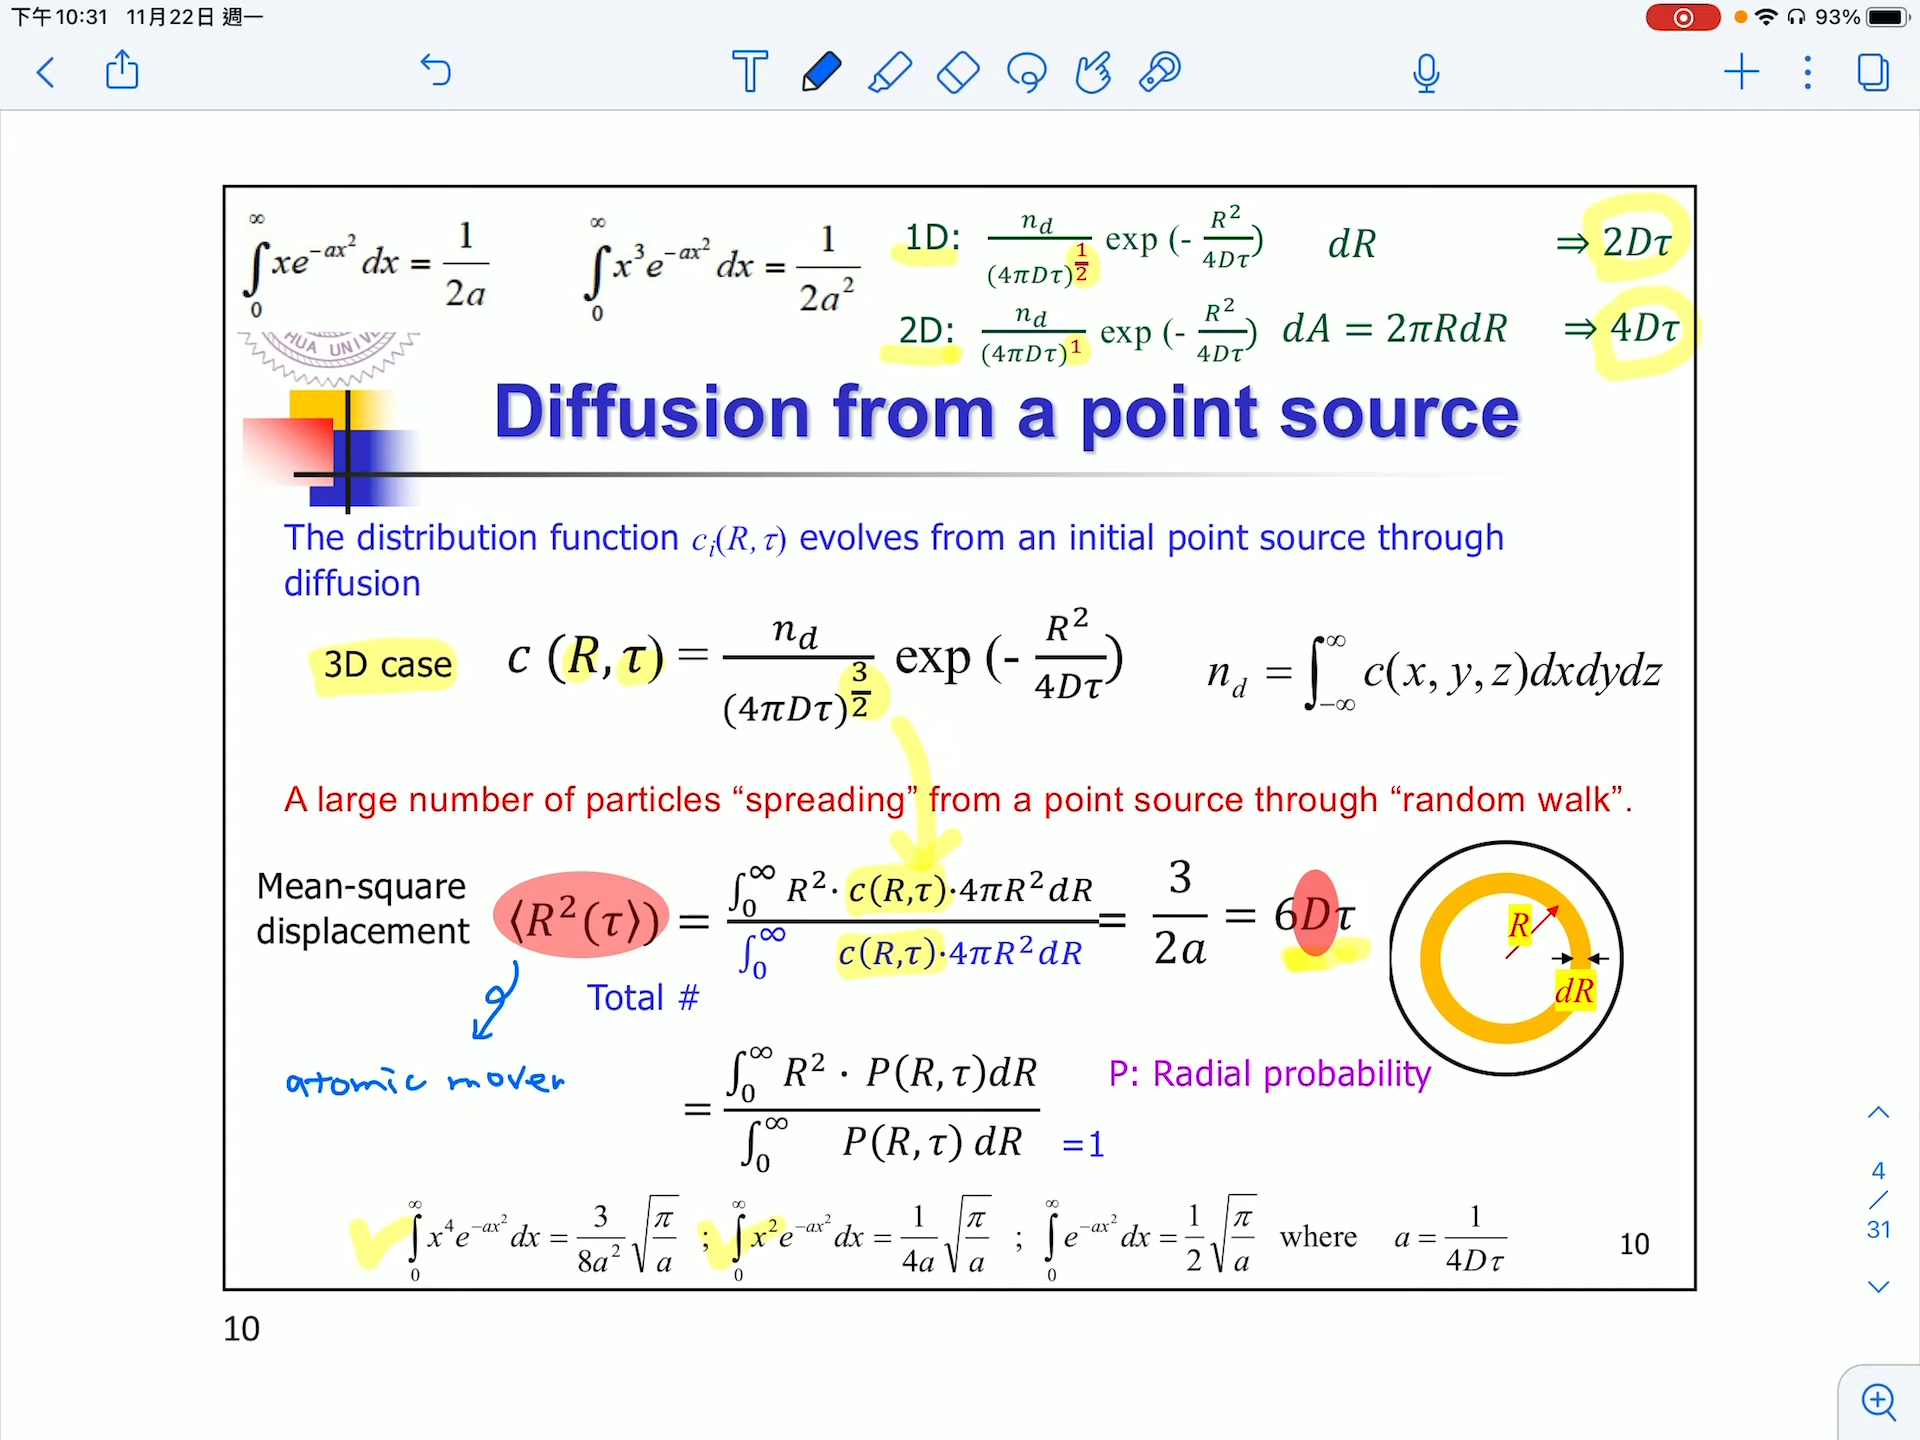 下午10:31 11月22日 週一
93%
∫₀^∞ xe^(-ax²) dx = 1/2a
∫₀^∞ x³e^(-ax²) dx = 1/2a²
1D: n_d/(4πDτ)^(1/2) exp (- R²/4Dτ) dR ⇒ 2Dτ
2D: n_d/(4πDτ)^1 exp (- R²/4Dτ) dA = 2πRdR ⇒ 4Dτ
HUA UNIV
Diffusion from a point source
The distribution function c_i(R, τ) evolves from an initial point source through
diffusion
3D case c (R, τ) = n_d/(4πDτ)^(3/2) exp (- R²/4Dτ) n_d = ∫_(-∞)^∞ c(x, y, z)dxdydz
A large number of particles “spreading” from a point source through “random walk”.
Mean-square
displacement
⟨R²(τ⟩) = ∫₀^∞ R²· c(R,τ)·4πR²dR / ∫₀^∞ c(R,τ)·4πR²dR = 3/2a = 6Dτ
Total #
R
dR
atomic mover
= ∫₀^∞ R² · P(R, τ)dR / ∫₀^∞ P(R, τ) dR =1
P: Radial probability
∫₀^∞ x⁴e^(-ax²) dx = 3/8a² √(π/a) ; ∫₀^∞ x²e^(-ax²) dx = 1/4a √(π/a) ; ∫₀^∞ e^(-ax²) dx = 1/2 √(π/a) where a = 1/4Dτ
10
10
4
/
31